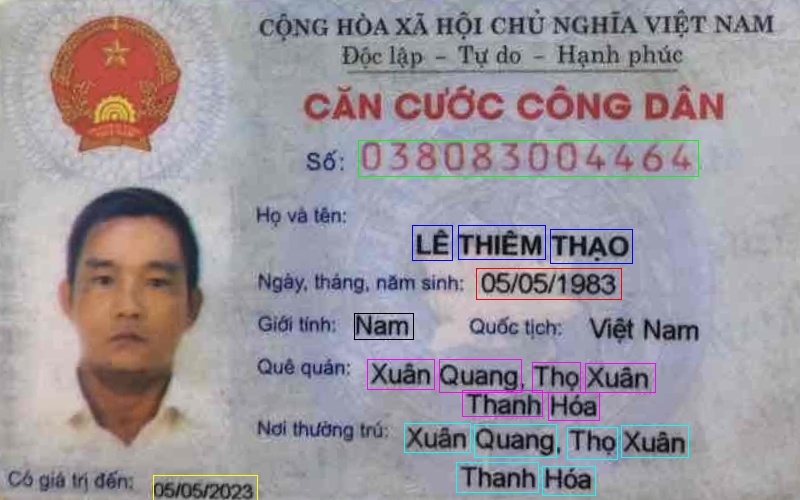 CỘNG HÒA XÃ HỘI CHỦ NGHĨA VIỆT NAM
Độc lập – Tự do – Hạnh phúc
CĂN CƯỚC CÔNG DÂN
Số: 038083004464
Họ và tên:
LÊ THIÊM THẠO
Ngày, tháng, năm sinh: 05/05/1983
Giới tính: Nam Quốc tịch: Việt Nam
Quê quán: Xuân Quang, Thọ Xuân
Thanh Hóa
Nơi thường trú: Xuân Quang, Thọ Xuân
Thanh Hóa
Có giá trị đến: 05/05/2023